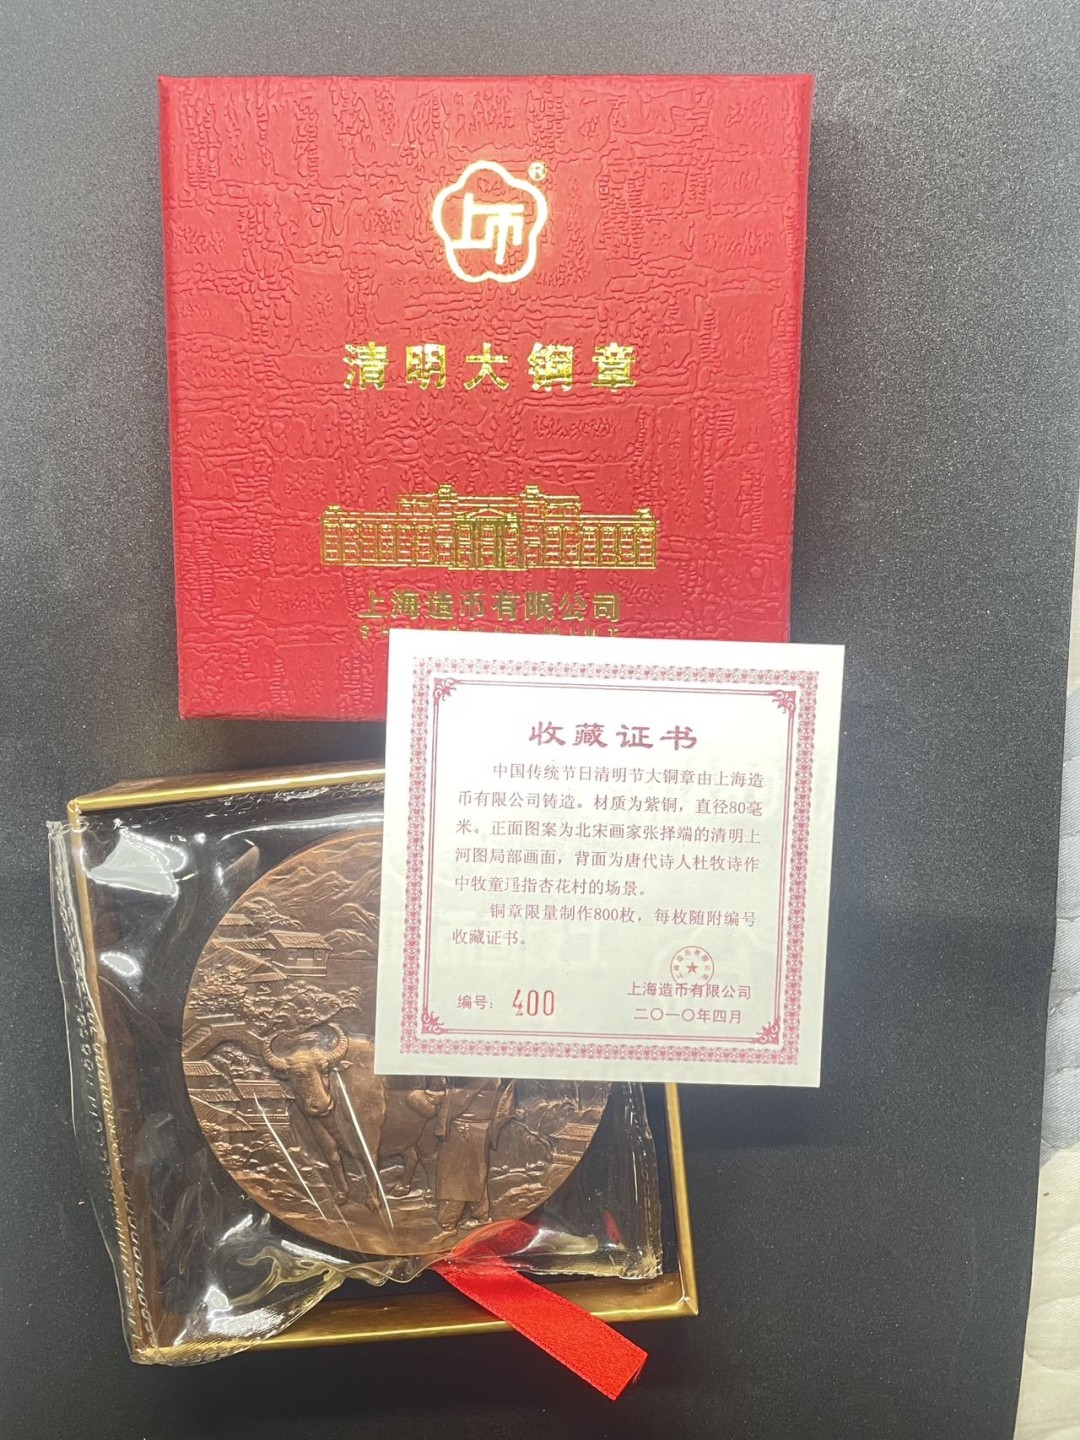 ®
上币
清明大铜章
上海造币有限公司
收藏证书
中国传统节日清明节大铜章由上海造
币有限公司铸造。材质为紫铜，直径80毫
米。正面图案为北宋画家张择端的清明上
河图局部画面，背面为唐代诗人杜牧诗作
中牧童遥指杏花村的场景。
铜章限量制作800枚，每枚随附编号
收藏证书。
编号：400
上海造币有限公司
二〇一〇年四月